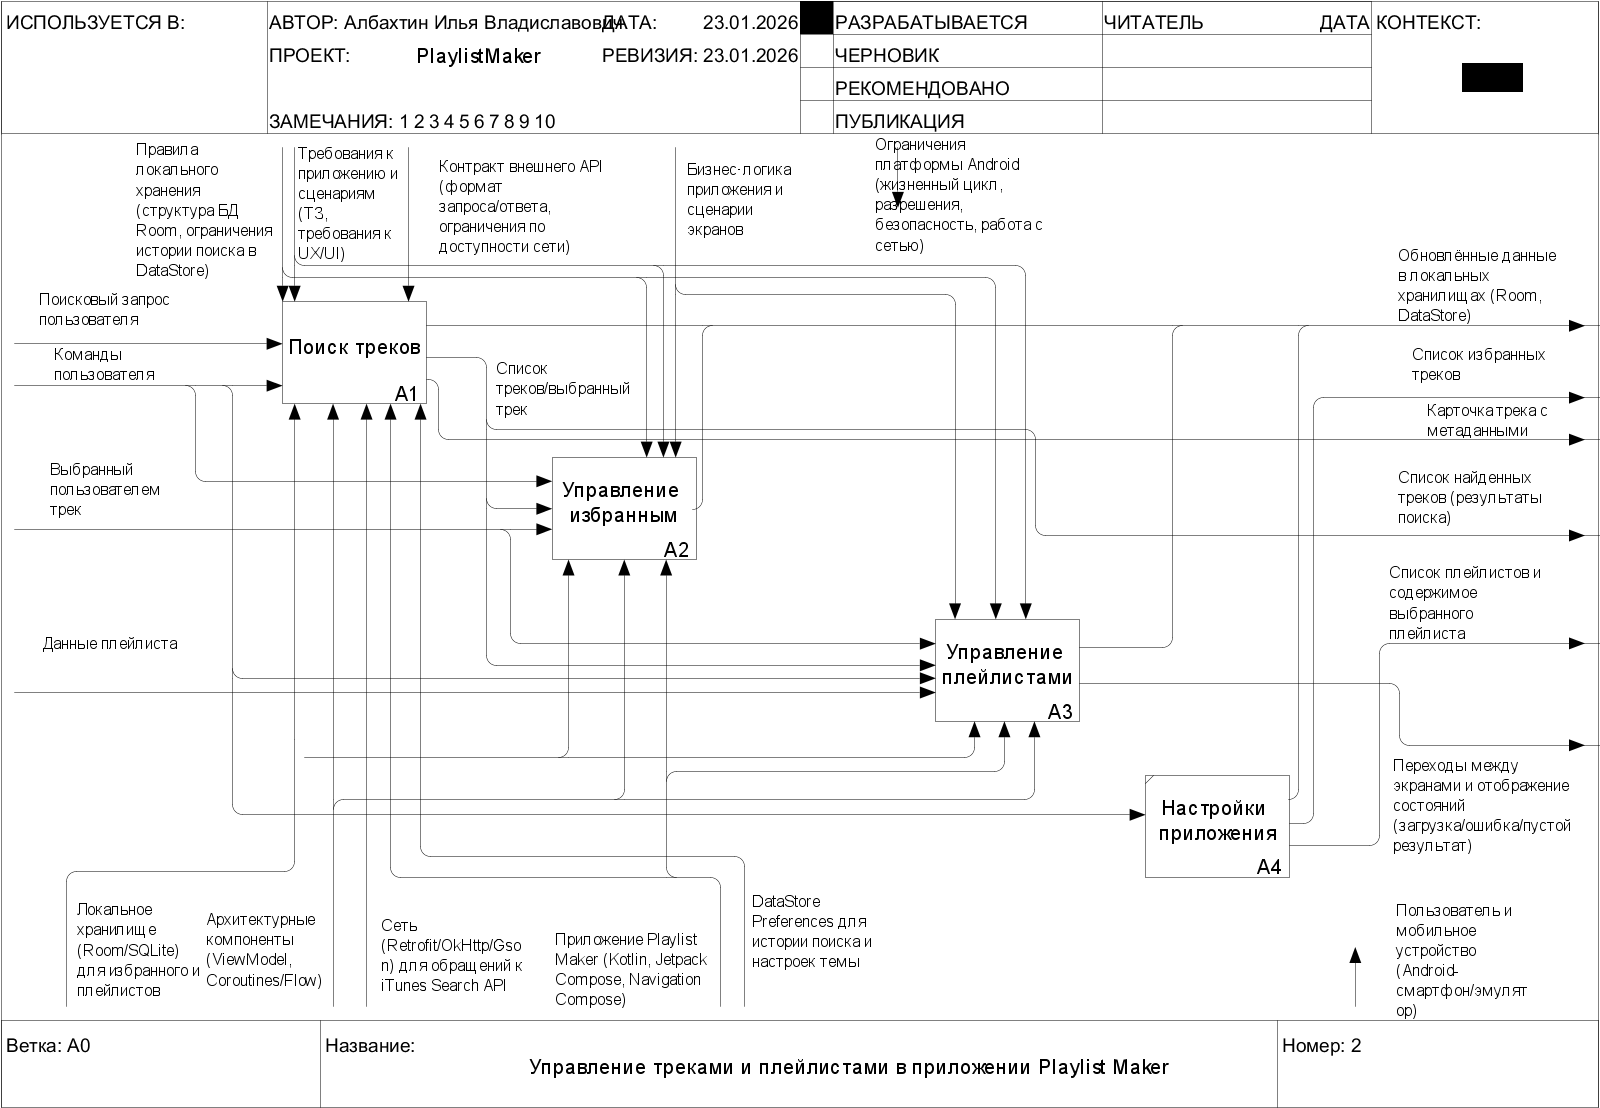 ИСПОЛЬЗУЕТСЯ В:
АВТОР: Албахтин Илья Владиславович
ДАТА: 23.01.2026
ПРОЕКТ: PlaylistMaker
РЕВИЗИЯ: 23.01.2026
ЗАМЕЧАНИЯ: 1 2 3 4 5 6 7 8 9 10
РАЗРАБАТЫВАЕТСЯ
ЧЕРНОВИК
РЕКОМЕНДОВАНО
ПУБЛИКАЦИЯ
ЧИТАТЕЛЬ
ДАТА
КОНТЕКСТ:
Правила
локального
хранения
(структура БД
Room, ограничения
истории поиска в
DataStore)
Требования к
приложению и
сценариям
(ТЗ,
требования к
UX/UI)
Контракт внешнего API
(формат
запроса/ответа,
ограничения по
доступности сети)
Бизнес-логика
приложения и
сценарии
экранов
Ограничения
платформы Android
(жизненный цикл,
разрешения,
безопасность, работа с
сетью)
Поисковый запрос
пользователя
Команды
пользователя
Выбранный
пользователем
трек
Данные плейлиста
Поиск треков
A1
Список
треков/выбранный
трек
Управление
избранным
A2
Управление
плейлистами
A3
Настройки
приложения
A4
Обновлённые данные
в локальных
хранилищах (Room,
DataStore)
Список избранных
треков
Карточка трека с
метаданными
Список найденных
треков (результаты
поиска)
Список плейлистов и
содержимое
выбранного
плейлиста
Переходы между
экранами и отображение
состояний
(загрузка/ошибка/пустой
результат)
Локальное
хранилище
(Room/SQLite)
для избранного и
плейлистов
Архитектурные
компоненты
(ViewModel,
Coroutines/Flow)
Сеть
(Retrofit/OkHttp/Gso
n) для обращений к
iTunes Search API
Приложение Playlist
Maker (Kotlin, Jetpack
Compose, Navigation
Compose)
DataStore
Preferences для
истории поиска и
настроек темы
Пользователь и
мобильное
устройство
(Android-
смартфон/эмулят
ор)
Ветка: A0
Название:
Управление треками и плейлистами в приложении Playlist Maker
Номер: 2